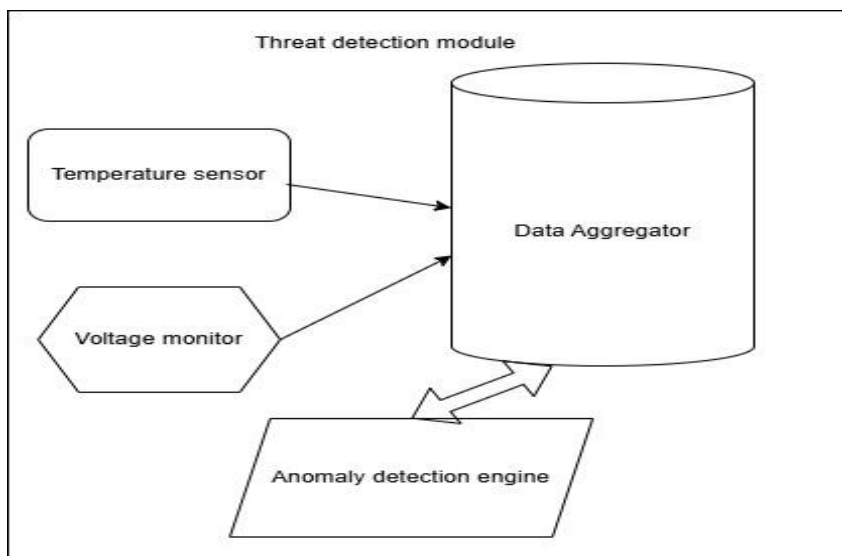 Threat detection module
Temperature sensor
Data Aggregator
Voltage monitor
Anomaly detection engine